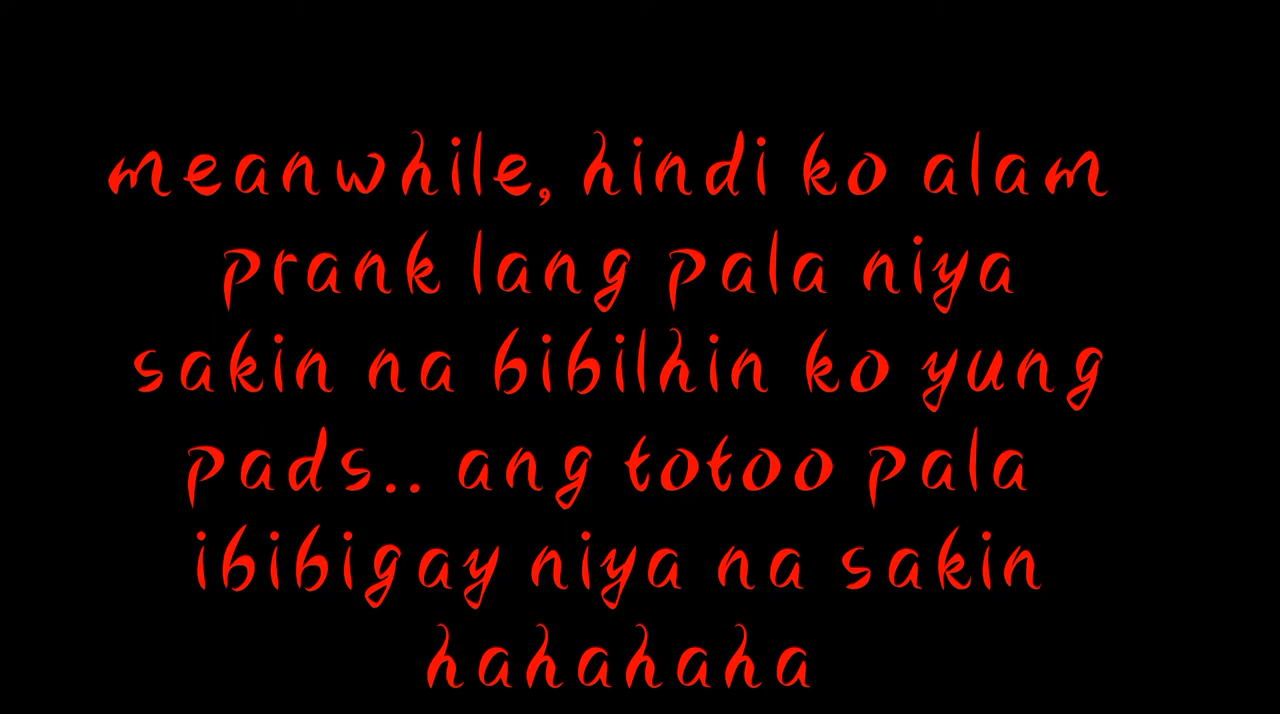 meanwhile, hindi ko alam
prank lang pala niya
sakin na bibilhin ko yung
pads.. ang totoo pala
ibibigay niya na sakin
hahahaha